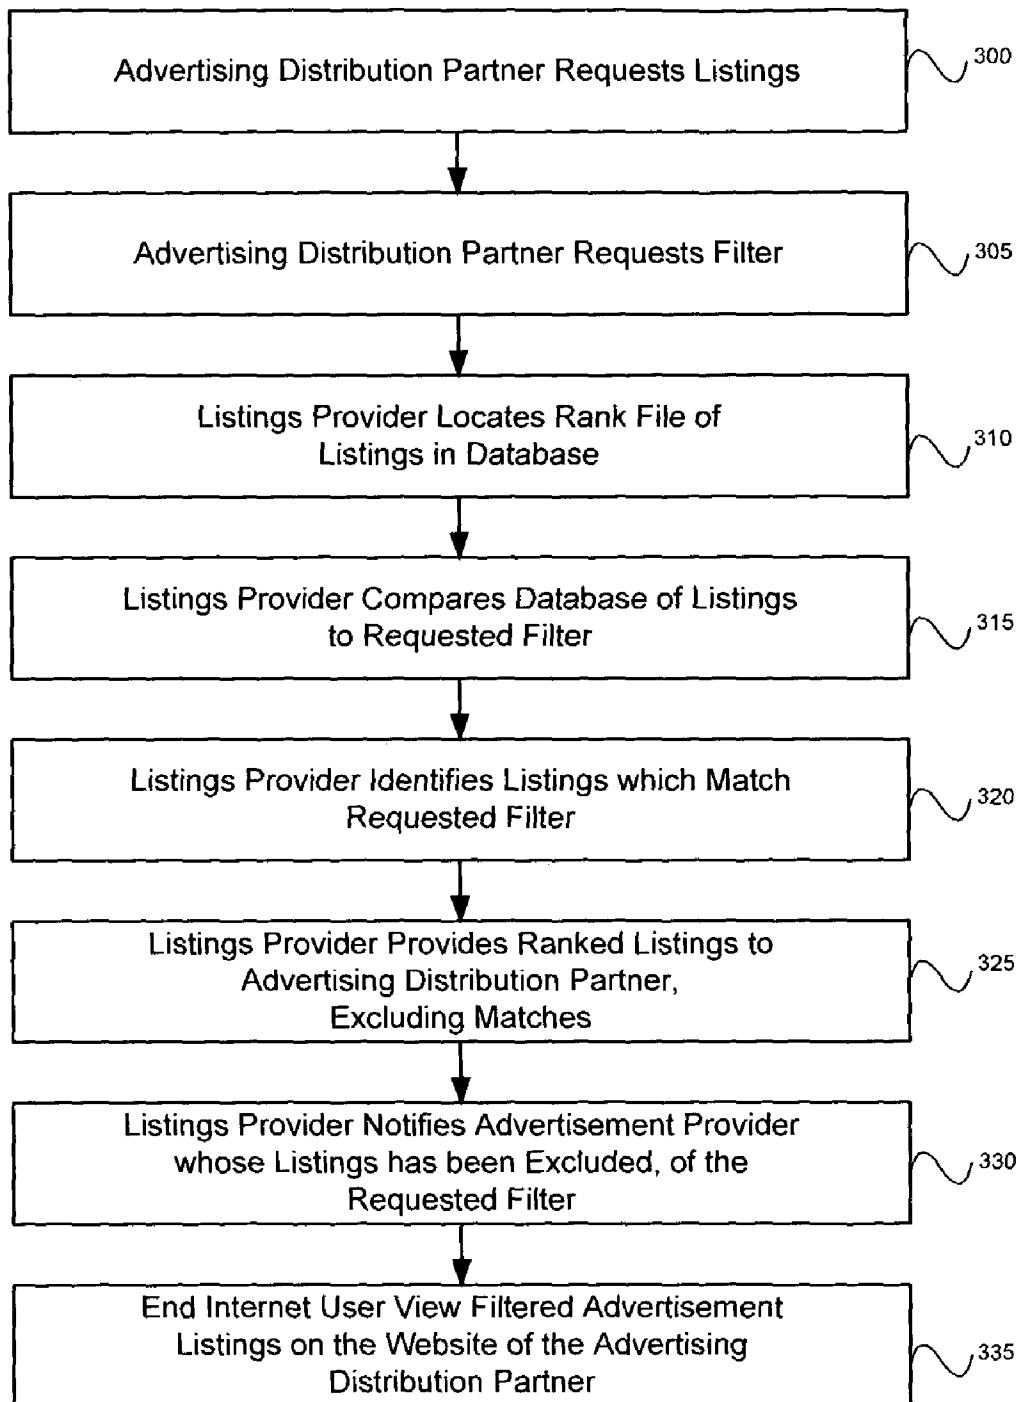 Advertising Distribution Partner Requests Listings
300
Advertising Distribution Partner Requests Filter
305
Listings Provider Locates Rank File of
Listings in Database
310
Listings Provider Compares Database of Listings
to Requested Filter
315
Listings Provider Identifies Listings which Match
Requested Filter
320
Listings Provider Provides Ranked Listings to
Advertising Distribution Partner,
Excluding Matches
325
Listings Provider Notifies Advertisement Provider
whose Listings has been Excluded, of the
Requested Filter
330
End Internet User View Filtered Advertisement
Listings on the Website of the Advertising
Distribution Partner
335